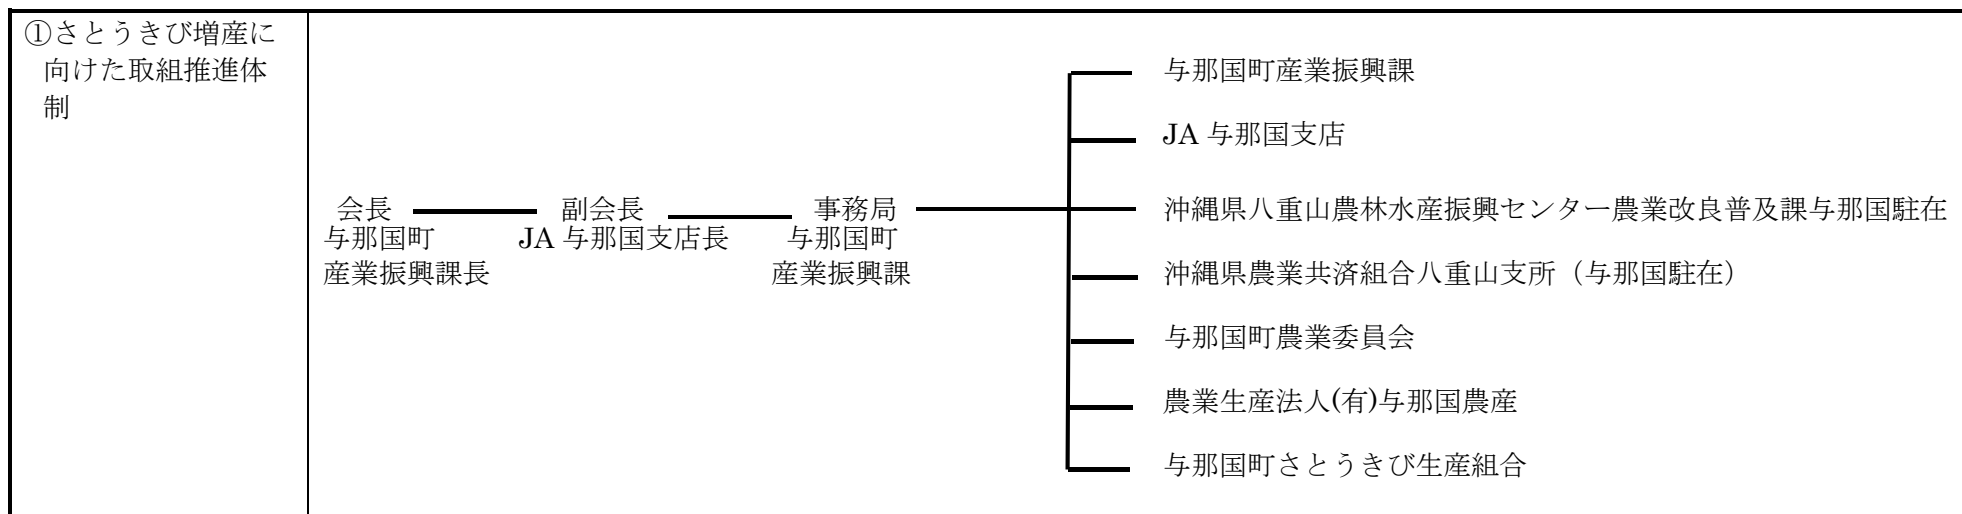 ①さとうきび増産に
向けた取組推進体
制
会長 副会長 事務局
与那国町 JA 与那国支店長 与那国町
産業振興課長 産業振興課
与那国町産業振興課
JA 与那国支店
沖縄県八重山農林水産振興センター農業改良普及課与那国駐在
沖縄県農業共済組合八重山支所（与那国駐在）
与那国町農業委員会
農業生産法人(有)与那国農産
与那国町さとうきび生産組合